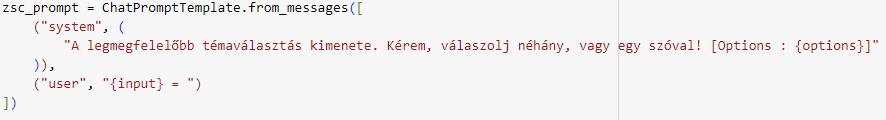 zsc_prompt = ChatPromptTemplate.from_messages([
    ("system", (
        "A legmegfelelőbb témaválasztás kimenete. Kérem, válaszolj néhány, vagy egy szóval! [Options : {options}]"
    )),
    ("user", "{input} = ")
])